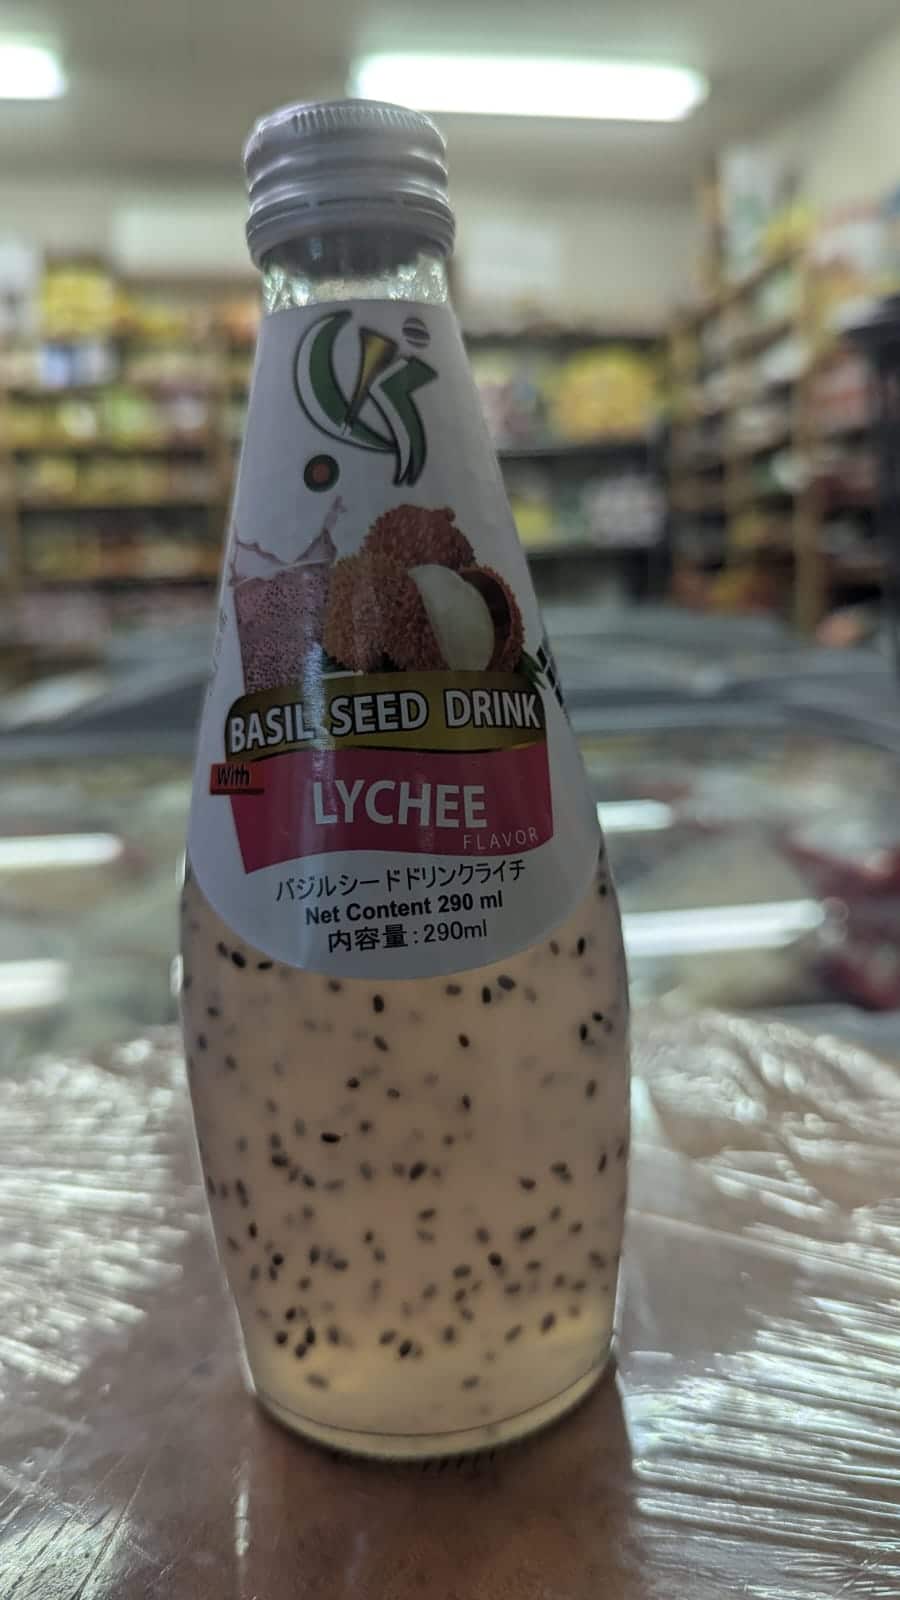 BASIL SEED DRINK
With
LYCHEE
FLAVOR
バジルシードドリンクライチ
Net Content 290 ml
内容量:290ml